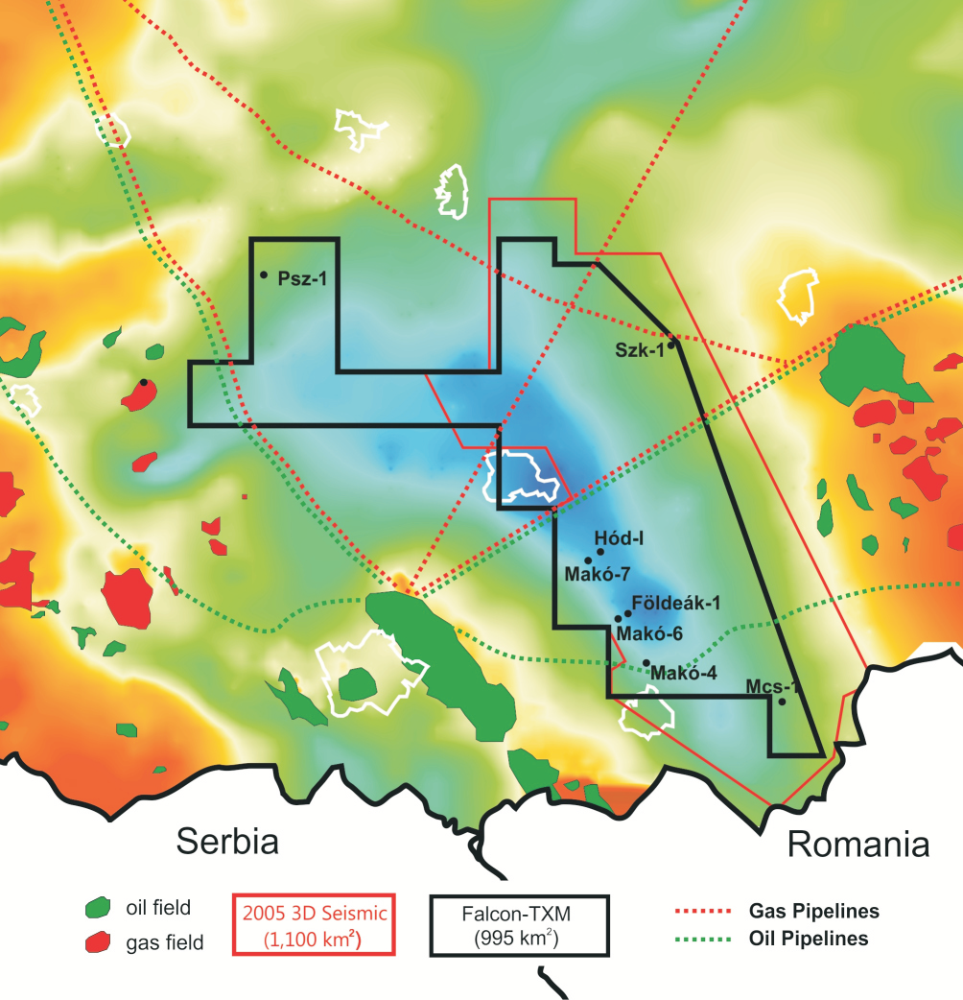 Psz-1
Szk-1
Hód-I
Makó-7
Földeák-1
Makó-6
Makó-4
Mcs-1
Serbia
Romania
oil field
gas field
2005 3D Seismic
(1,100 km²)
Falcon-TXM
(995 km²)
Gas Pipelines
Oil Pipelines